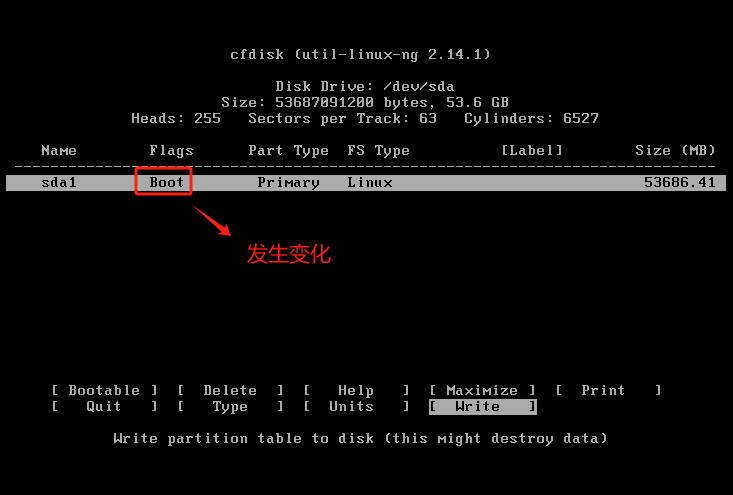 cfdisk (util-linux-ng 2.14.1)
Disk Drive: /dev/sda
Size: 53687091200 bytes, 53.6 GB
Heads: 255   Sectors per Track: 63   Cylinders: 6527
Name   Flags   Part Type   FS Type   [Label]   Size (MB)
sda1   Boot   Primary   Linux   53686.41
发生变化
[ Bootable ]  [  Delete  ]  [   Help   ]  [ Maximize ]  [  Print   ]
[   Quit   ]  [   Type   ]  [  Units   ]  [  Write   ]
Write partition table to disk (this might destroy data)